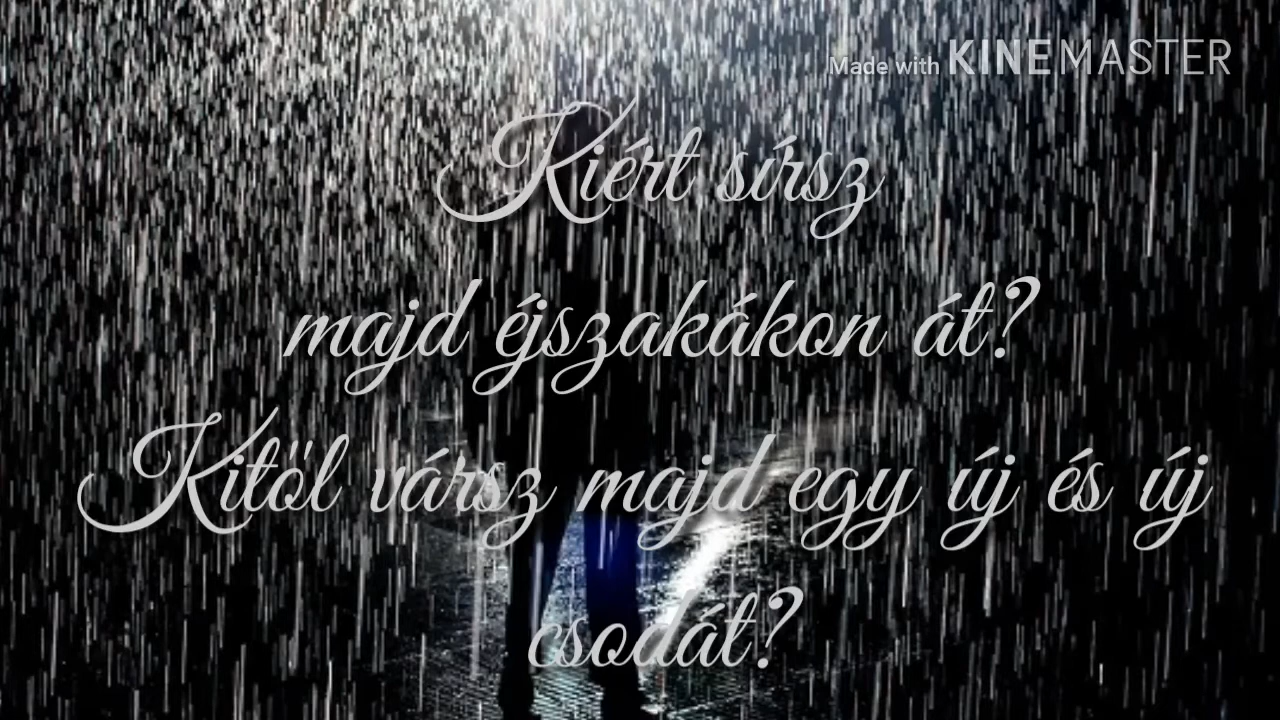 Made with KINEMASTER
Kiért sírsz
majd éjszakákon át?
Kitől vársz majd egy új és új
csodát?